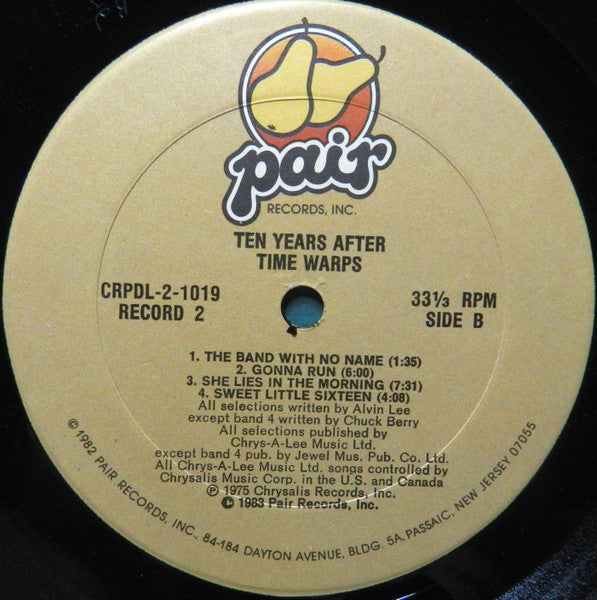 pair
RECORDS, INC.
TEN YEARS AFTER
TIME WARPS
CRPDL-2-1019
RECORD 2
33⅓ RPM
SIDE B
1. THE BAND WITH NO NAME (1:35)
2. GONNA RUN (6:00)
3. SHE LIES IN THE MORNING (7:31)
4. SWEET LITTLE SIXTEEN (4:08)
All selections written by Alvin Lee
except band 4 written by Chuck Berry
All selections published by
Chrys-A-Lee Music Ltd.
except band 4 pub. by Jewel Mus. Pub. Co. Ltd.
All Chrys-A-Lee Music Ltd. songs controlled by
Chrysalis Music Corp. in the U.S. and Canada
℗ 1975 Chrysalis Records, Inc.
© 1983 Pair Records, Inc.
© 1982 PAIR RECORDS, INC., 84-184 DAYTON AVENUE, BLDG. 5A, PASSAIC, NEW JERSEY 07055